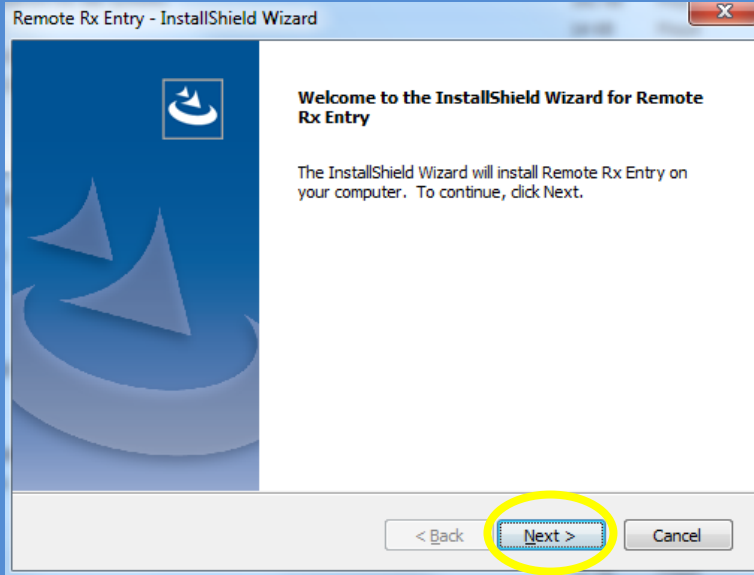 Remote Rx Entry - InstallShield Wizard
Welcome to the InstallShield Wizard for Remote
Rx Entry
The InstallShield Wizard will install Remote Rx Entry on
your computer. To continue, click Next.
< Back Next > Cancel